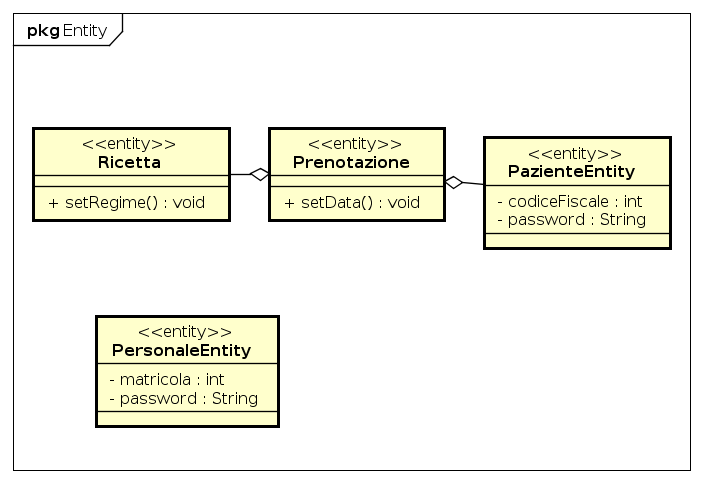 pkg Entity
<<entity>>
Ricetta
+ setRegime() : void
<<entity>>
Prenotazione
+ setData() : void
<<entity>>
PazienteEntity
- codiceFiscale : int
- password : String
<<entity>>
PersonaleEntity
- matricola : int
- password : String